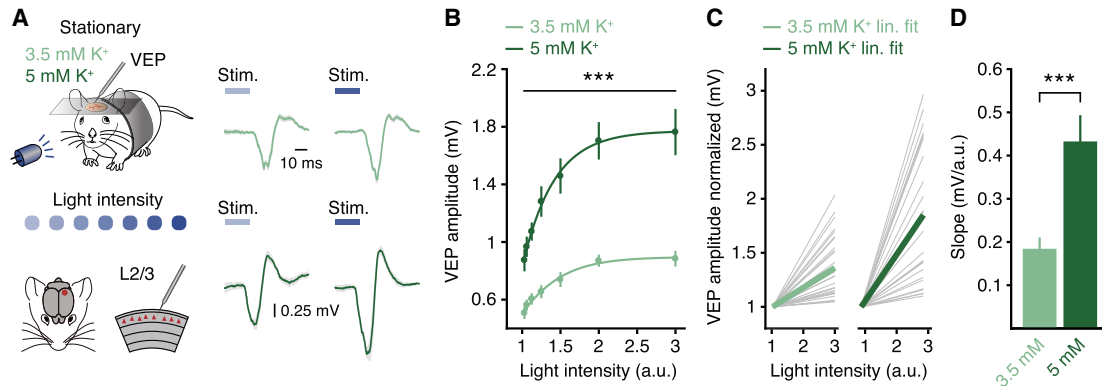 A
Stationary
3.5 mM K⁺
5 mM K⁺
VEP
Light intensity
L2/3
Stim.
Stim.
10 ms
Stim.
Stim.
0.25 mV
B
3.5 mM K⁺
5 mM K⁺
***
2.2
1.8
1.4
1
0.6
VEP amplitude (mV)
1
1.5
2
2.5
3
Light intensity (a.u.)
C
3.5 mM K⁺ lin. fit
5 mM K⁺ lin. fit
3
2.5
2
1.5
1
VEP amplitude normalized (mV)
1 2 3
1 2 3
Light intensity (a.u.)
D
***
0.6
0.5
0.4
0.3
0.2
0.1
Slope (mV/a.u.)
3.5 mM
5 mM